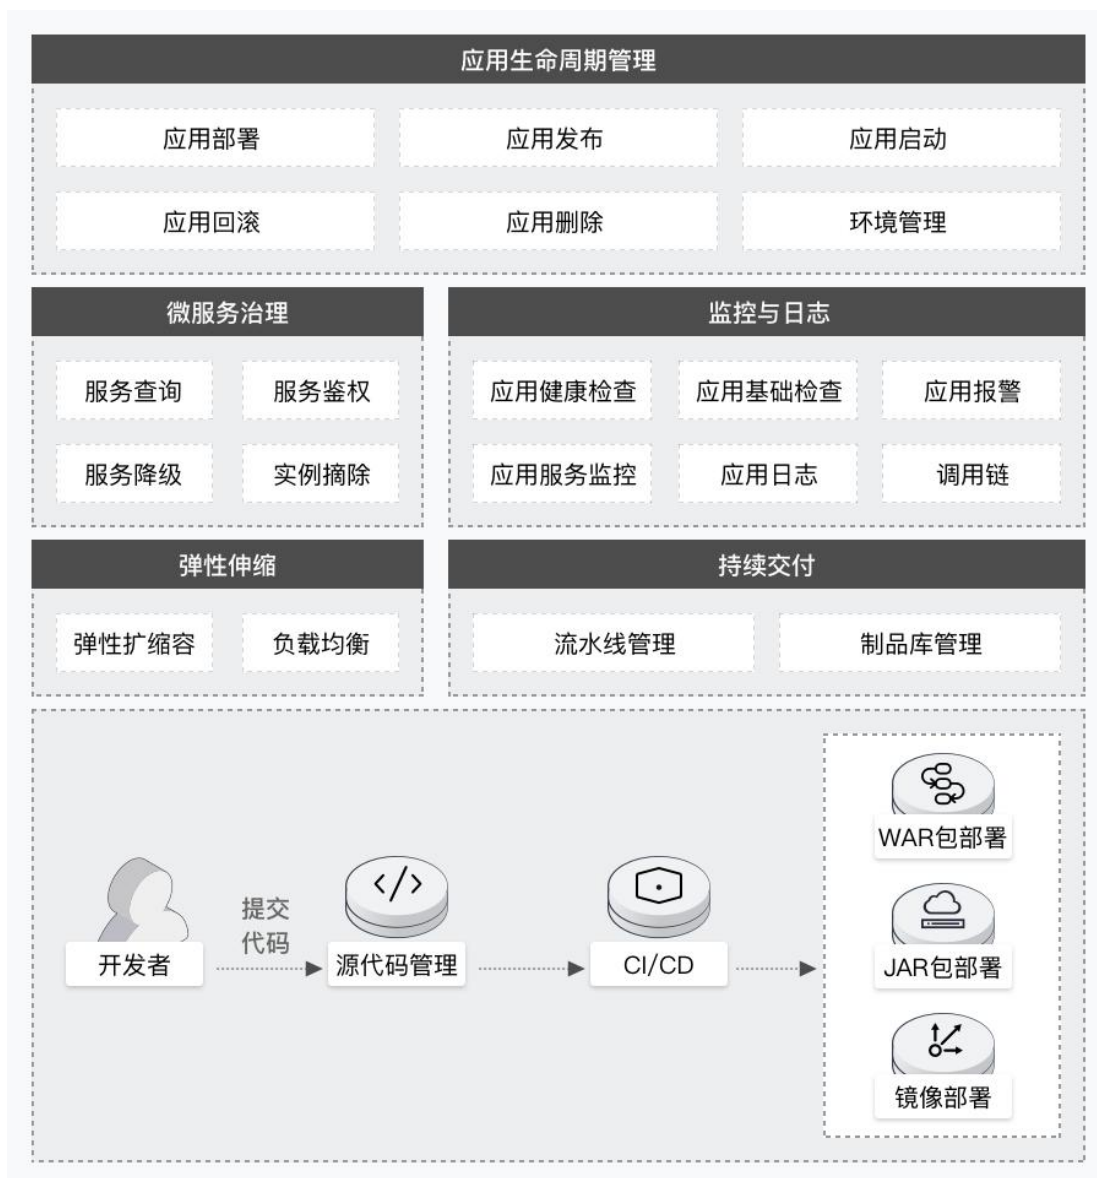 应用生命周期管理
应用部署
应用发布
应用启动
应用回滚
应用删除
环境管理
微服务治理
服务查询
服务鉴权
服务降级
实例摘除
监控与日志
应用健康检查
应用基础检查
应用报警
应用服务监控
应用日志
调用链
弹性伸缩
弹性扩缩容
负载均衡
持续交付
流水线管理
制品库管理
开发者
提交
代码
源代码管理
CI/CD
WAR包部署
JAR包部署
镜像部署